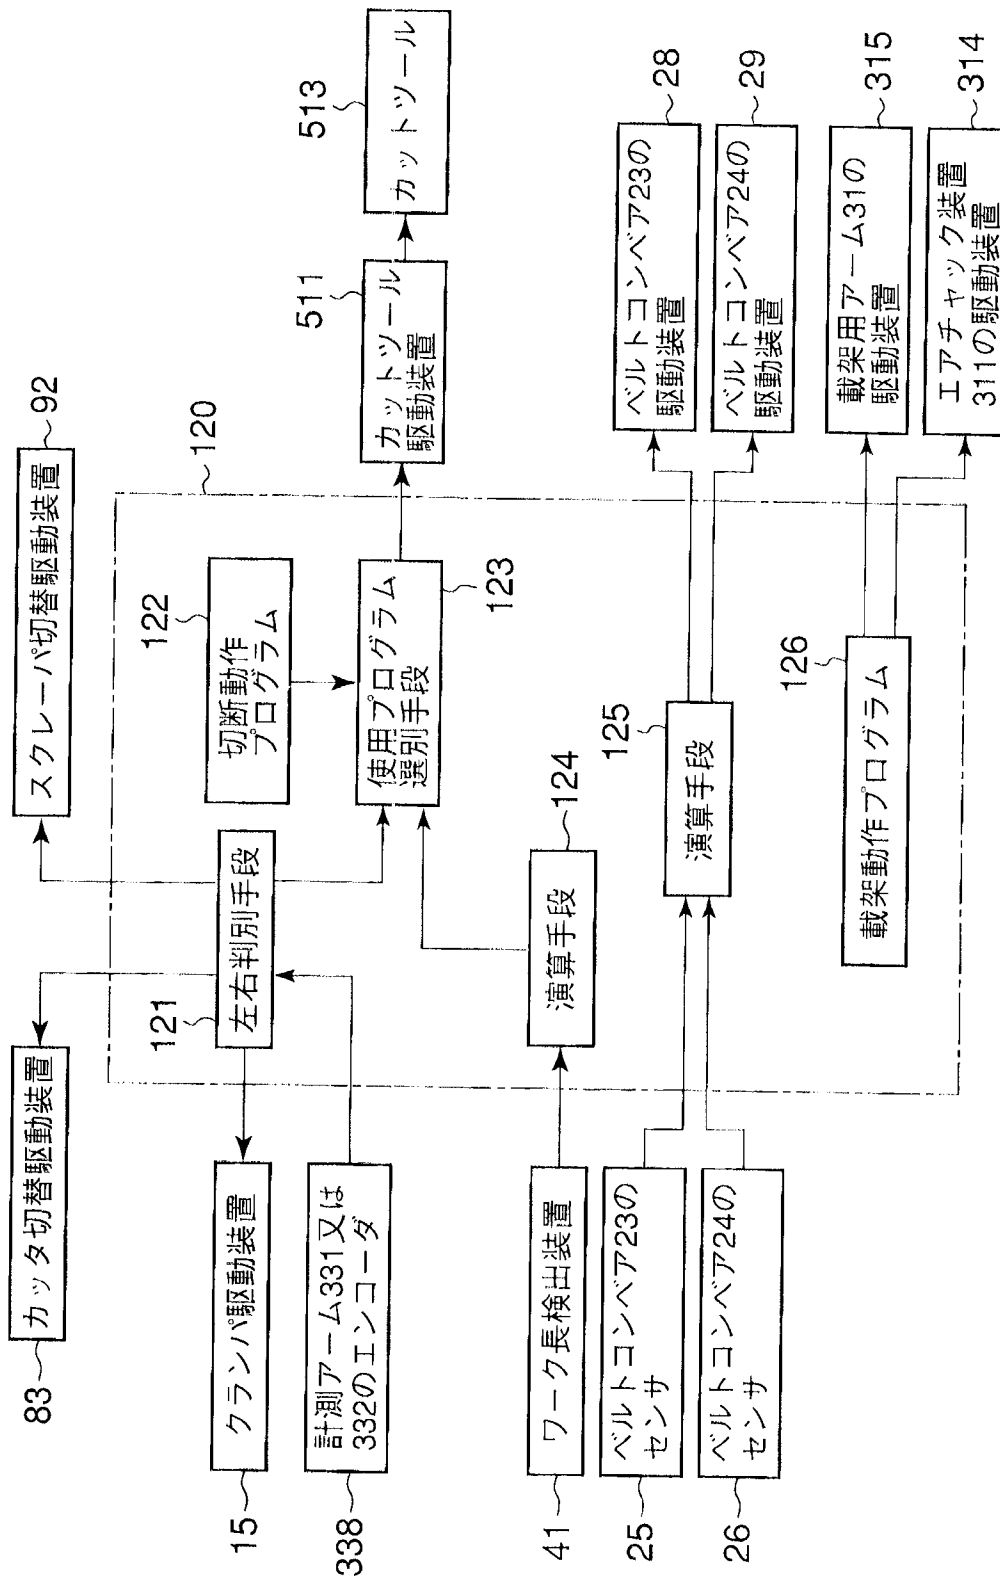 83
カッタ切替駆動装置
スクレーパ切替駆動装置
92
15
クランパ駆動装置
121
左右判別手段
122
切断動作
プログラム
120
338
計測アーム331又は
332のエンコーダ
使用プログラム
選別手段
123
511
カットツール
駆動装置
513
カットツール
41
ワーク長検出装置
演算手段
124
25
ベルトコンベア23の
センサ
26
ベルトコンベア24の
センサ
125
演算手段
ベルトコンベア23の
駆動装置
28
ベルトコンベア24の
駆動装置
29
126
載架動作プログラム
載架用アーム31の
駆動装置
315
エアチャック装置
311の駆動装置
314